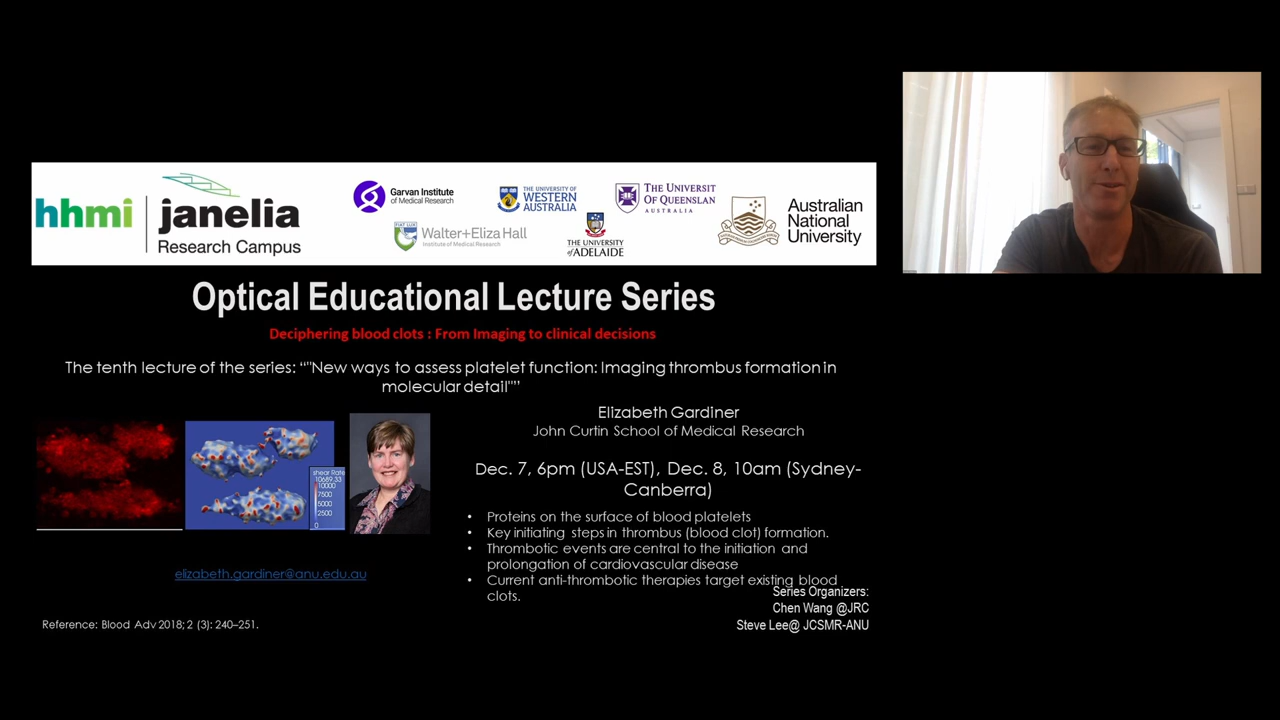 hhmi janelia
Research Campus
Garvan Institute
of Medical Research
THE UNIVERSITY OF
WESTERN
AUSTRALIA
THE UNIVERSIT
OF QUEENSLAN
AUSTRALIA
FIAT LUX
Walter+Eliza Hall
Institute of Medical Research
THE UNIVERSITY
of ADELAIDE
Australian
National
University
Optical Educational Lecture Series
Deciphering blood clots : From Imaging to clinical decisions
The tenth lecture of the series: “"New ways to assess platelet function: Imaging thrombus formation in
molecular detail"”
Elizabeth Gardiner
John Curtin School of Medical Research
Dec. 7, 6pm (USA-EST), Dec. 8, 10am (Sydney-
Canberra)
shear Rate
10689.33
10000
7500
5000
2500
0
• Proteins on the surface of blood platelets
• Key initiating steps in thrombus (blood clot) formation.
• Thrombotic events are central to the initiation and
prolongation of cardiovascular disease
• Current anti-thrombotic therapies target existing blood
clots.
elizabeth.gardiner@anu.edu.au
Series Organizers:
Chen Wang @JRC
Steve Lee@ JCSMR-ANU
Reference: Blood Adv 2018; 2 (3): 240–251.